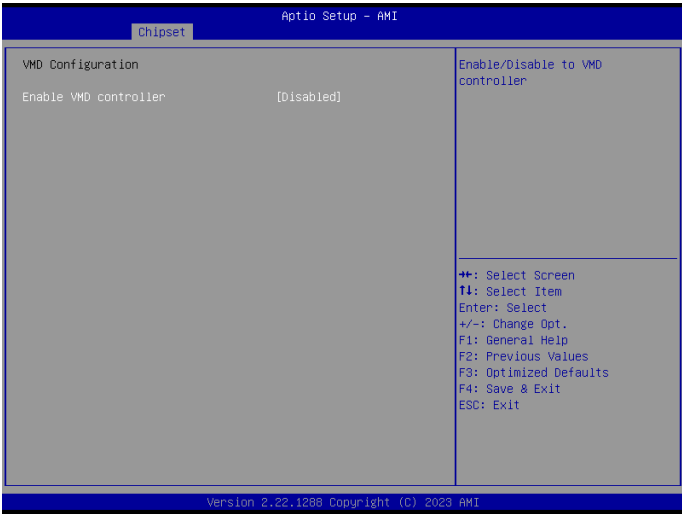 Aptio Setup – AMI
Chipset
VMD Configuration
Enable VMD controller [Disabled]
Enable/Disable to VMD
controller
→←: Select Screen
↑↓: Select Item
Enter: Select
+/-: Change Opt.
F1: General Help
F2: Previous Values
F3: Optimized Defaults
F4: Save & Exit
ESC: Exit
Version 2.22.1288 Copyright (C) 2023 AMI